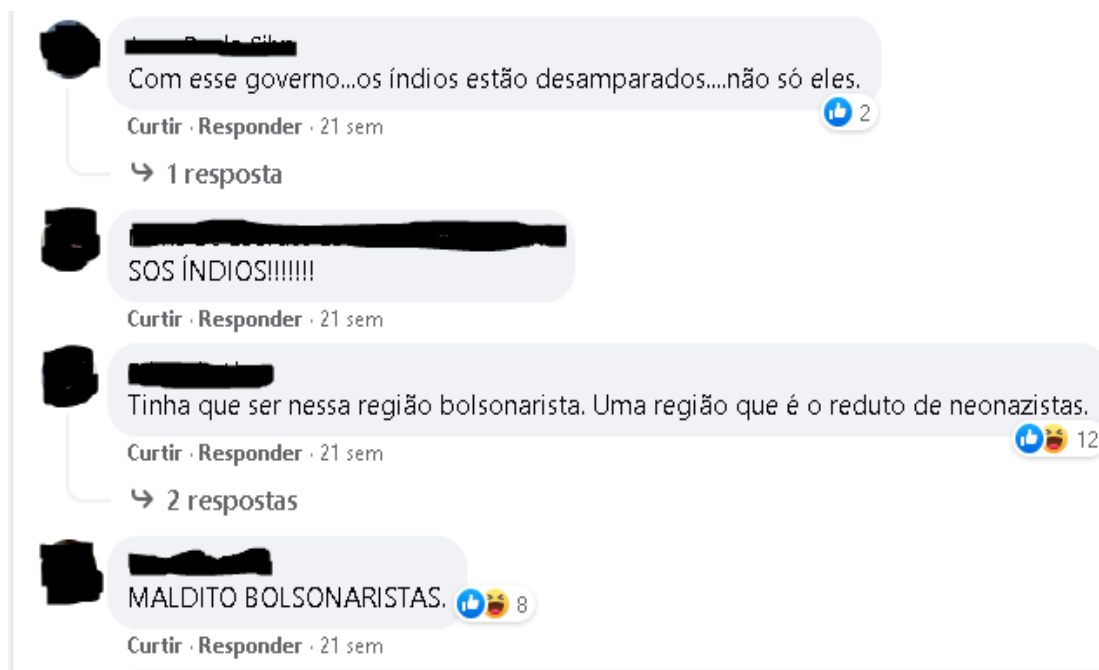 Com esse governo...os índios estão desamparados....não só eles.
2
Curtir · Responder · 21 sem
1 resposta
SOS ÍNDIOS!!!!!!!
Curtir · Responder · 21 sem
Tinha que ser nessa região bolsonarista. Uma região que é o reduto de neonazistas.
12
Curtir · Responder · 21 sem
2 respostas
MALDITO BOLSONARISTAS.
8
Curtir · Responder · 21 sem